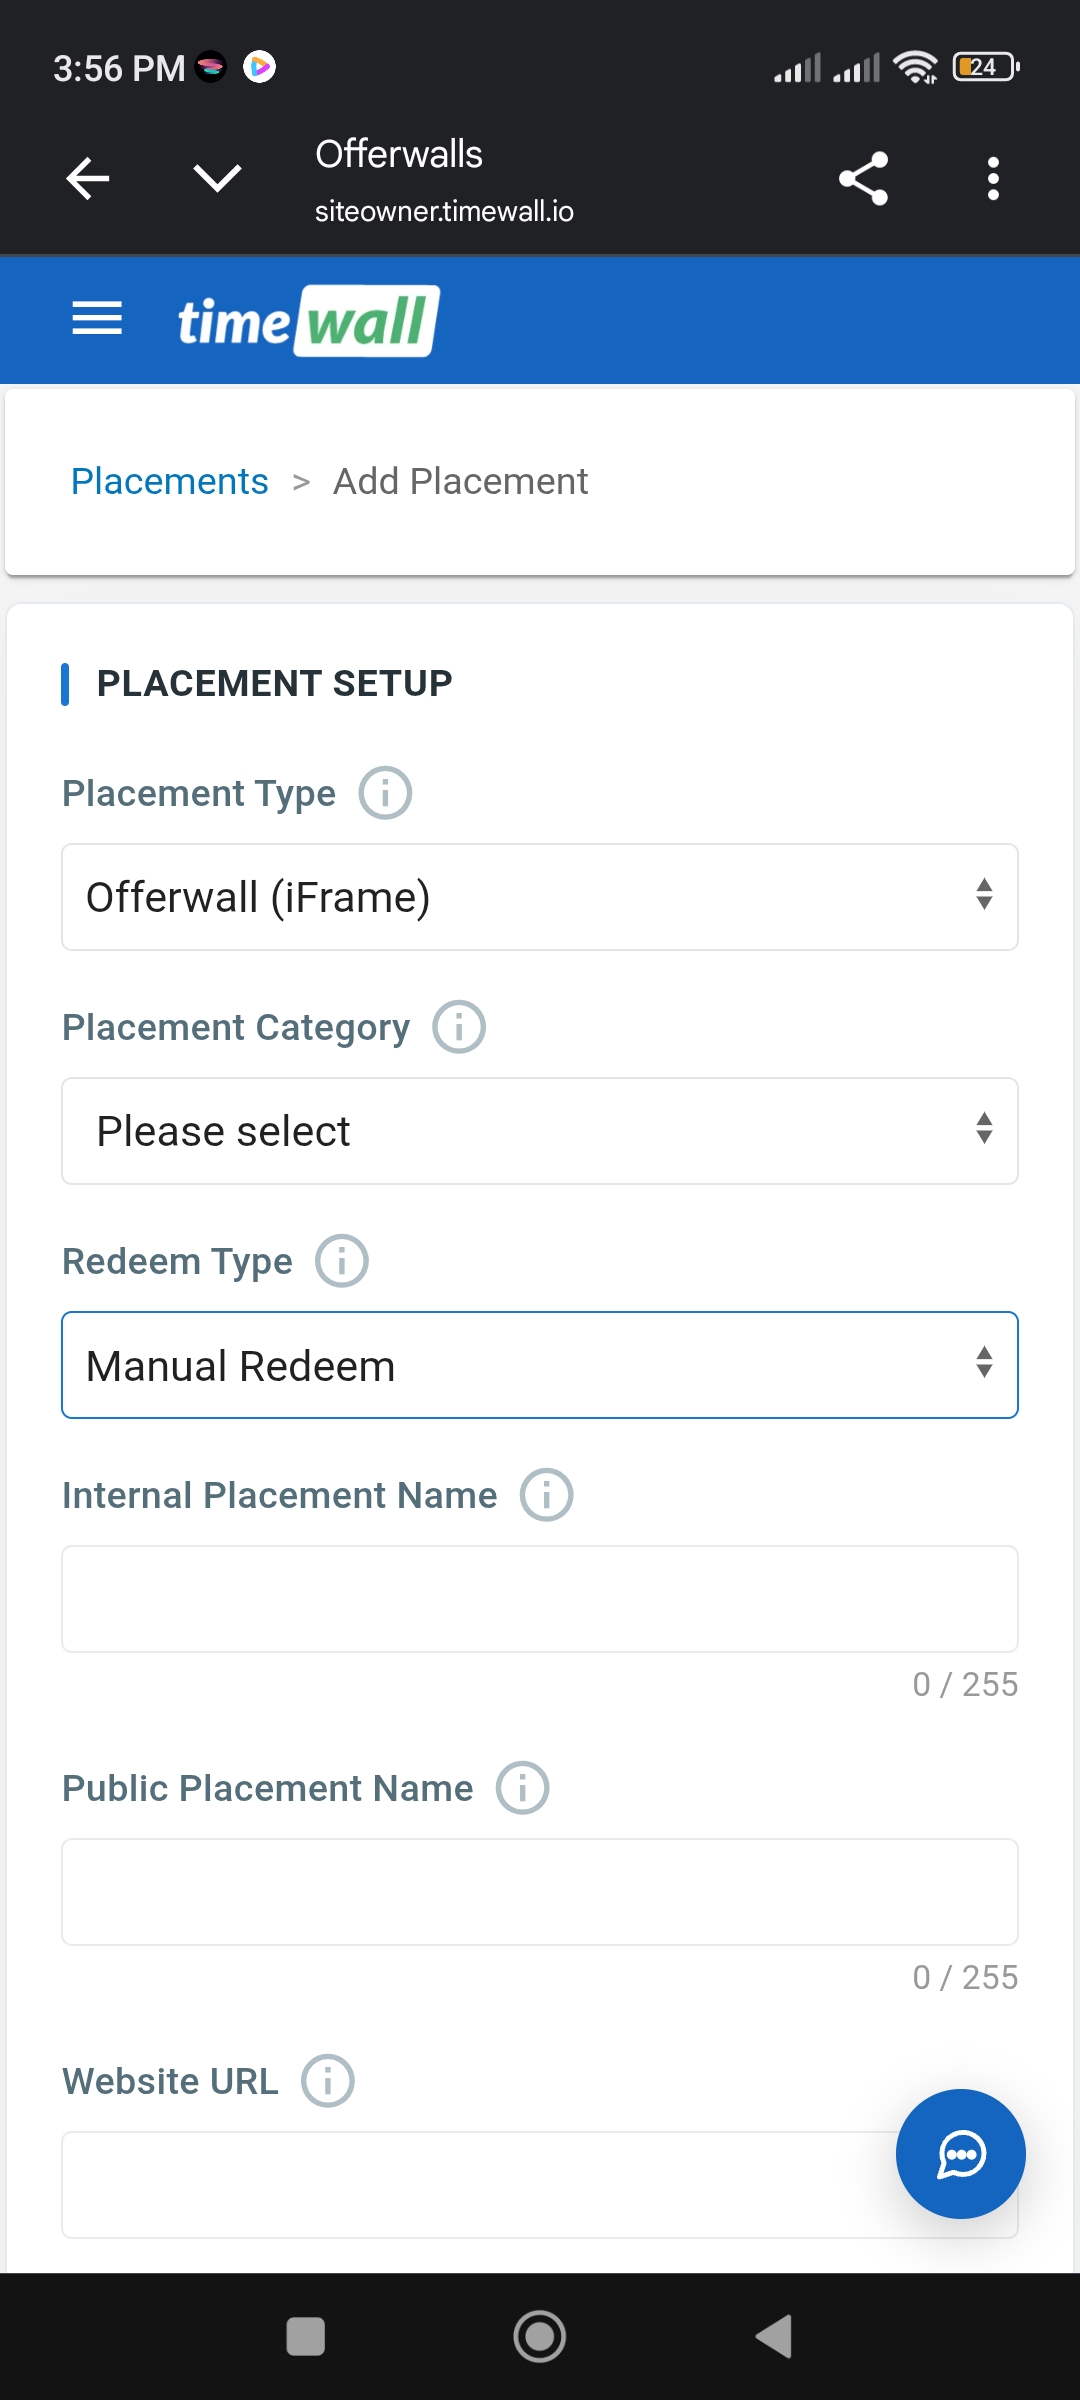 3:56 PM
24
Offerwalls
siteowner.timewall.io
timewall
Placements > Add Placement
PLACEMENT SETUP
Placement Type
Offerwall (iFrame)
Placement Category
Please select
Redeem Type
Manual Redeem
Internal Placement Name
0 / 255
Public Placement Name
0 / 255
Website URL